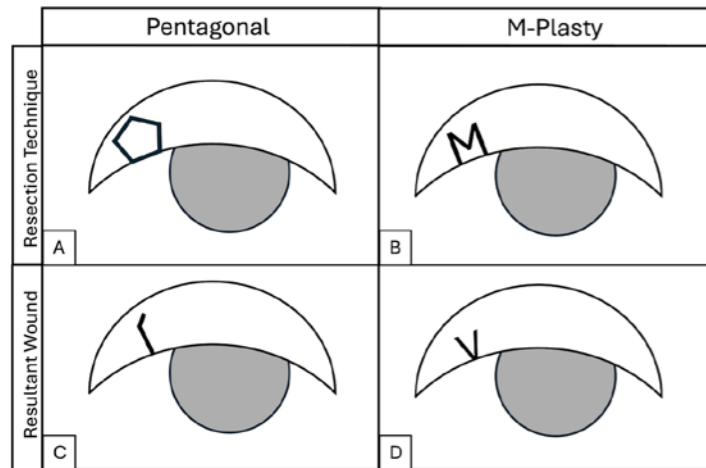 Pentagonal
M-Plasty
Resection Technique
A
M
B
Resultant Wound
C
V
D